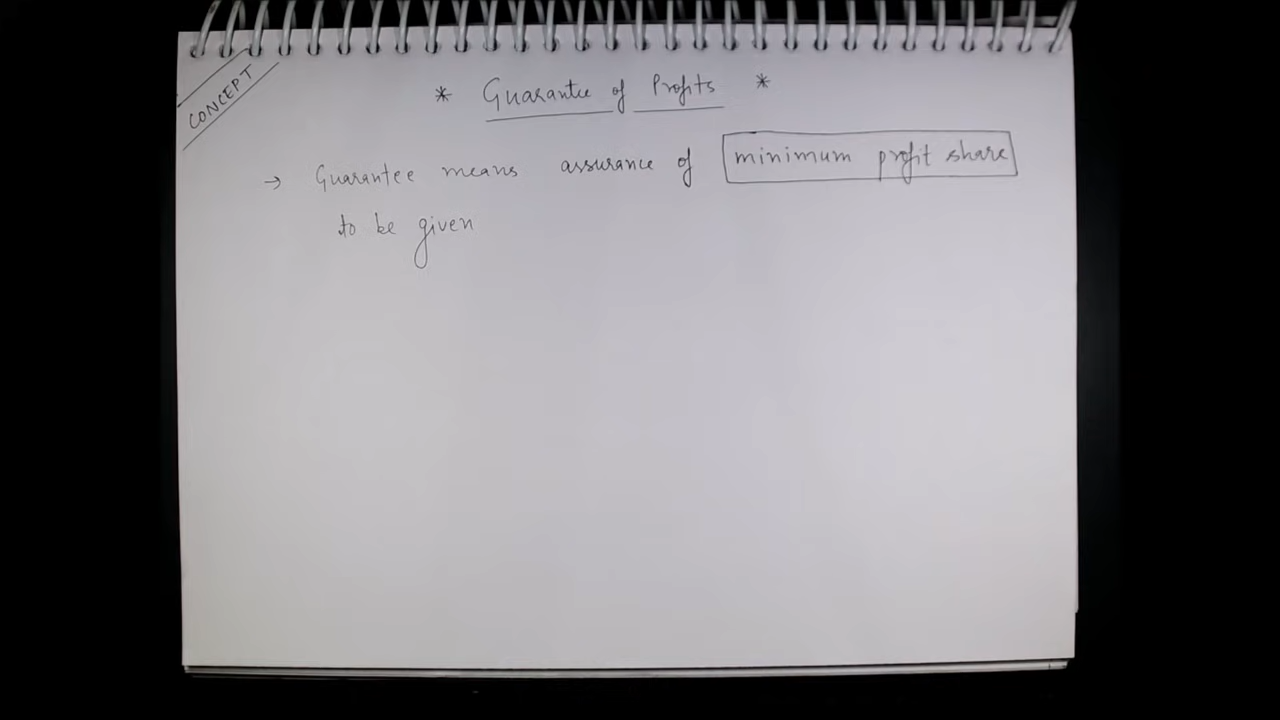 CONCEPT
* Guarantee of Profits *
→ Guarantee means assurance of minimum profit share
to be given